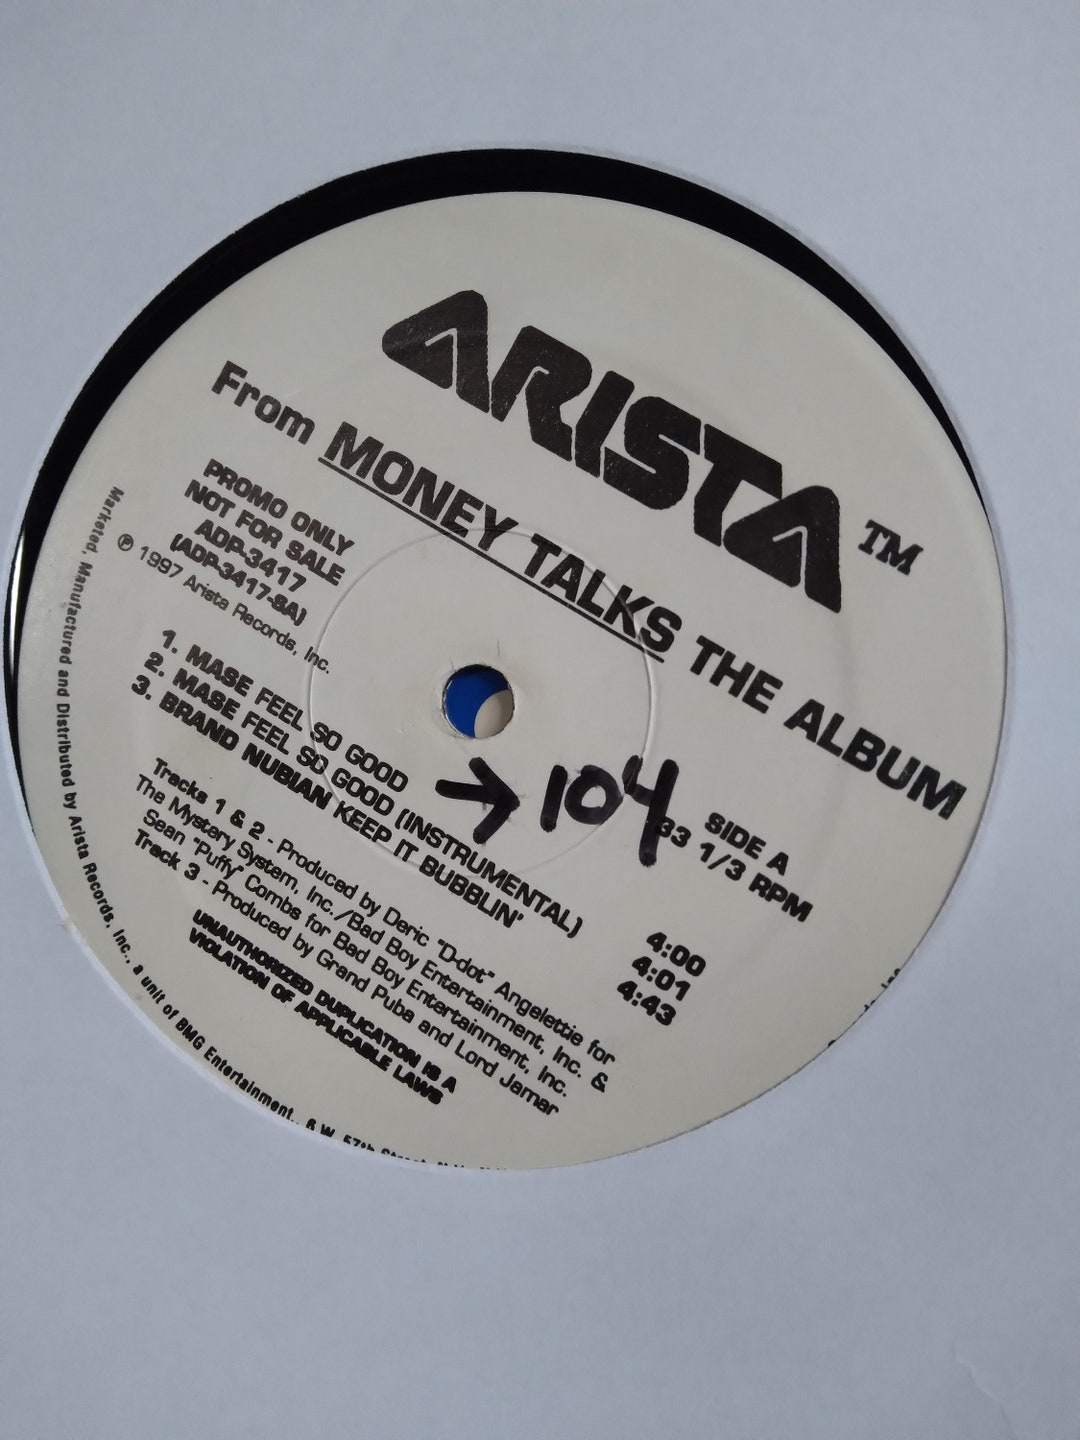 ARISTA™
From MONEY TALKS THE ALBUM
PROMO ONLY
NOT FOR SALE
ADP-3417
(ADP-3417-SA)
℗ 1997 Arista Records, Inc.
SIDE A
33 1/3 RPM
→ 104
1. MASE FEEL SO GOOD 4:00
2. MASE FEEL SO GOOD (INSTRUMENTAL) 4:01
3. BRAND NUBIAN KEEP IT BUBBLIN' 4:43
Tracks 1 & 2 - Produced by Deric "D-dot" Angelettie for
The Mystery System, Inc./Bad Boy Entertainment, Inc. &
Sean "Puffy" Combs for Bad Boy Entertainment, Inc.
Track 3 - Produced by Grand Puba and Lord Jamar
UNAUTHORIZED DUPLICATION IS A
VIOLATION OF APPLICABLE LAWS
Marketed, Manufactured and Distributed by Arista Records, Inc., a unit of BMG Entertainment., 6 W. 57th Street,